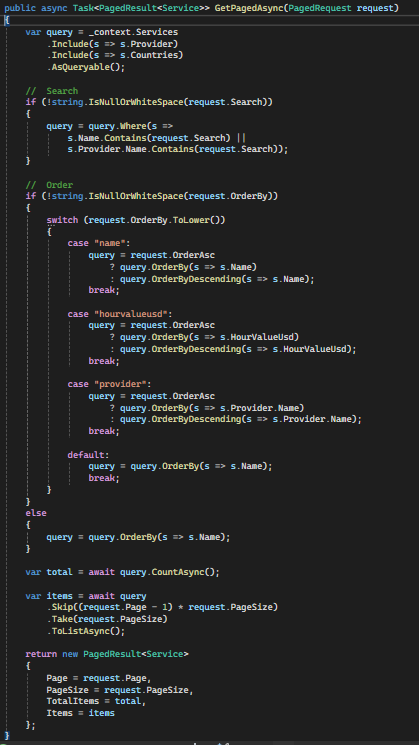 public async Task<PagedResult<Service>> GetPagedAsync(PagedRequest request)
{
    var query = _context.Services
        .Include(s => s.Provider)
        .Include(s => s.Countries)
        .AsQueryable();

    //  Search
    if (!string.IsNullOrWhiteSpace(request.Search))
    {
        query = query.Where(s =>
            s.Name.Contains(request.Search) ||
            s.Provider.Name.Contains(request.Search));
    }

    //  Order
    if (!string.IsNullOrWhiteSpace(request.OrderBy))
    {
        switch (request.OrderBy.ToLower())
        {
            case "name":
                query = request.OrderAsc
                    ? query.OrderBy(s => s.Name)
                    : query.OrderByDescending(s => s.Name);
                break;

            case "hourvalueusd":
                query = request.OrderAsc
                    ? query.OrderBy(s => s.HourValueUsd)
                    : query.OrderByDescending(s => s.HourValueUsd);
                break;

            case "provider":
                query = request.OrderAsc
                    ? query.OrderBy(s => s.Provider.Name)
                    : query.OrderByDescending(s => s.Provider.Name);
                break;

            default:
                query = query.OrderBy(s => s.Name);
                break;
        }
    }
    else
    {
        query = query.OrderBy(s => s.Name);
    }

    var total = await query.CountAsync();

    var items = await query
        .Skip((request.Page - 1) * request.PageSize)
        .Take(request.PageSize)
        .ToListAsync();

    return new PagedResult<Service>
    {
        Page = request.Page,
        PageSize = request.PageSize,
        TotalItems = total,
        Items = items
    };
}